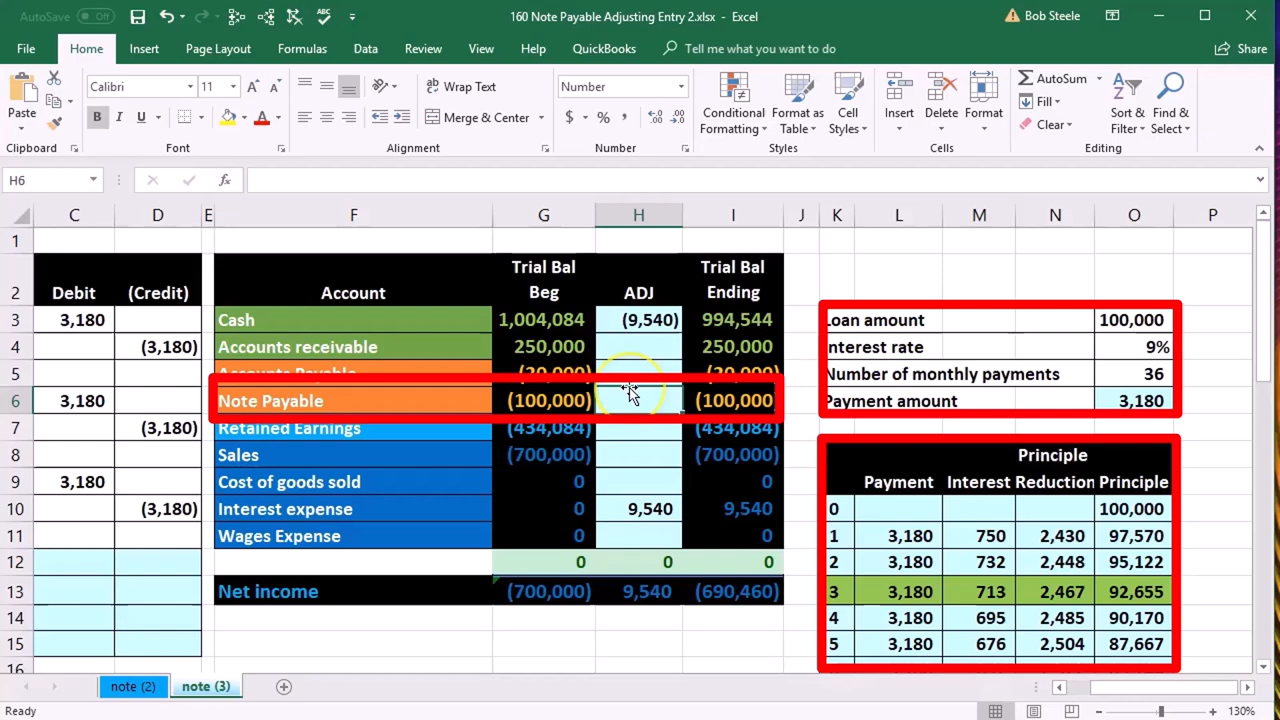 AutoSave Off
160 Note Payable Adjusting Entry 2.xlsx — Excel
Bob Steele
File Home Insert Page Layout Formulas Data Review View Help QuickBooks Tell me what you want to do Share
Paste
Clipboard
Calibri 11
B I U
Font
Wrap Text
Merge & Center
Alignment
Number
$ % ,
Number
Conditional Formatting
Format as Table
Cell Styles
Styles
Insert Delete Format
Cells
AutoSum
Fill
Clear
Sort & Filter
Find & Select
Editing
H6
fx
C D E F G H I J K L M N O P
1
2 Debit (Credit) Account Trial Bal Beg ADJ Trial Bal Ending
3 3,180 Cash 1,004,084 (9,540) 994,544 Loan amount 100,000
4 (3,180) Accounts receivable 250,000 250,000 Interest rate 9%
5 Accounts Payable (20,000) (20,000) Number of monthly payments 36
6 3,180 Note Payable (100,000) (100,000) Payment amount 3,180
7 (3,180) Retained Earnings (434,084) (434,084)
8 Sales (700,000) (700,000) Principle
9 3,180 Cost of goods sold 0 0 Payment Interest Reduction Principle
10 (3,180) Interest expense 0 9,540 9,540 0 100,000
11 Wages Expense 0 0 1 3,180 750 2,430 97,570
12 0 0 0 2 3,180 732 2,448 95,122
13 Net income (700,000) 9,540 (690,460) 3 3,180 713 2,467 92,655
14 4 3,180 695 2,485 90,170
15 5 3,180 676 2,504 87,667
16
note (2) note (3)
Ready
130%